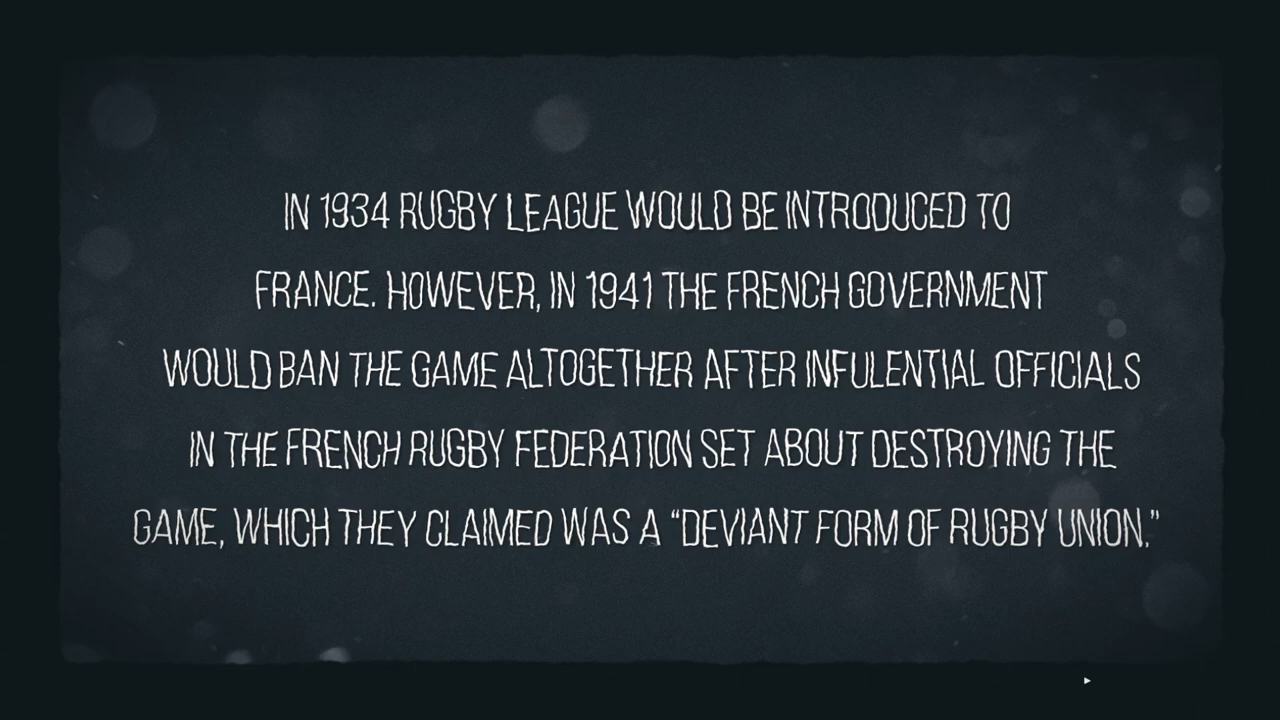 IN 1934 RUGBY LEAGUE WOULD BE INTRODUCED TO
FRANCE. HOWEVER, IN 1941 THE FRENCH GOVERNMENT
WOULD BAN THE GAME ALTOGETHER AFTER INFULENTIAL OFFICIALS
IN THE FRENCH RUGBY FEDERATION SET ABOUT DESTROYING THE
GAME, WHICH THEY CLAIMED WAS A “DEVIANT FORM OF RUGBY UNION.”